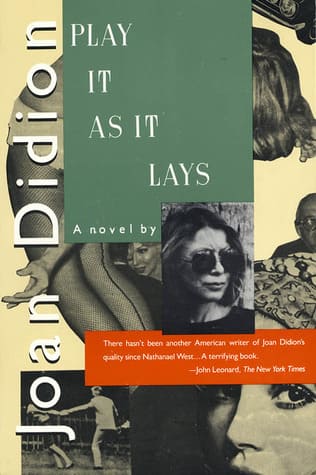 Joan Didion
PLAY
IT
AS IT
LAYS
A novel by
There hasn't been another American writer of Joan Didion's
quality since Nathanael West... A terrifying book.
—John Leonard, The New York Times